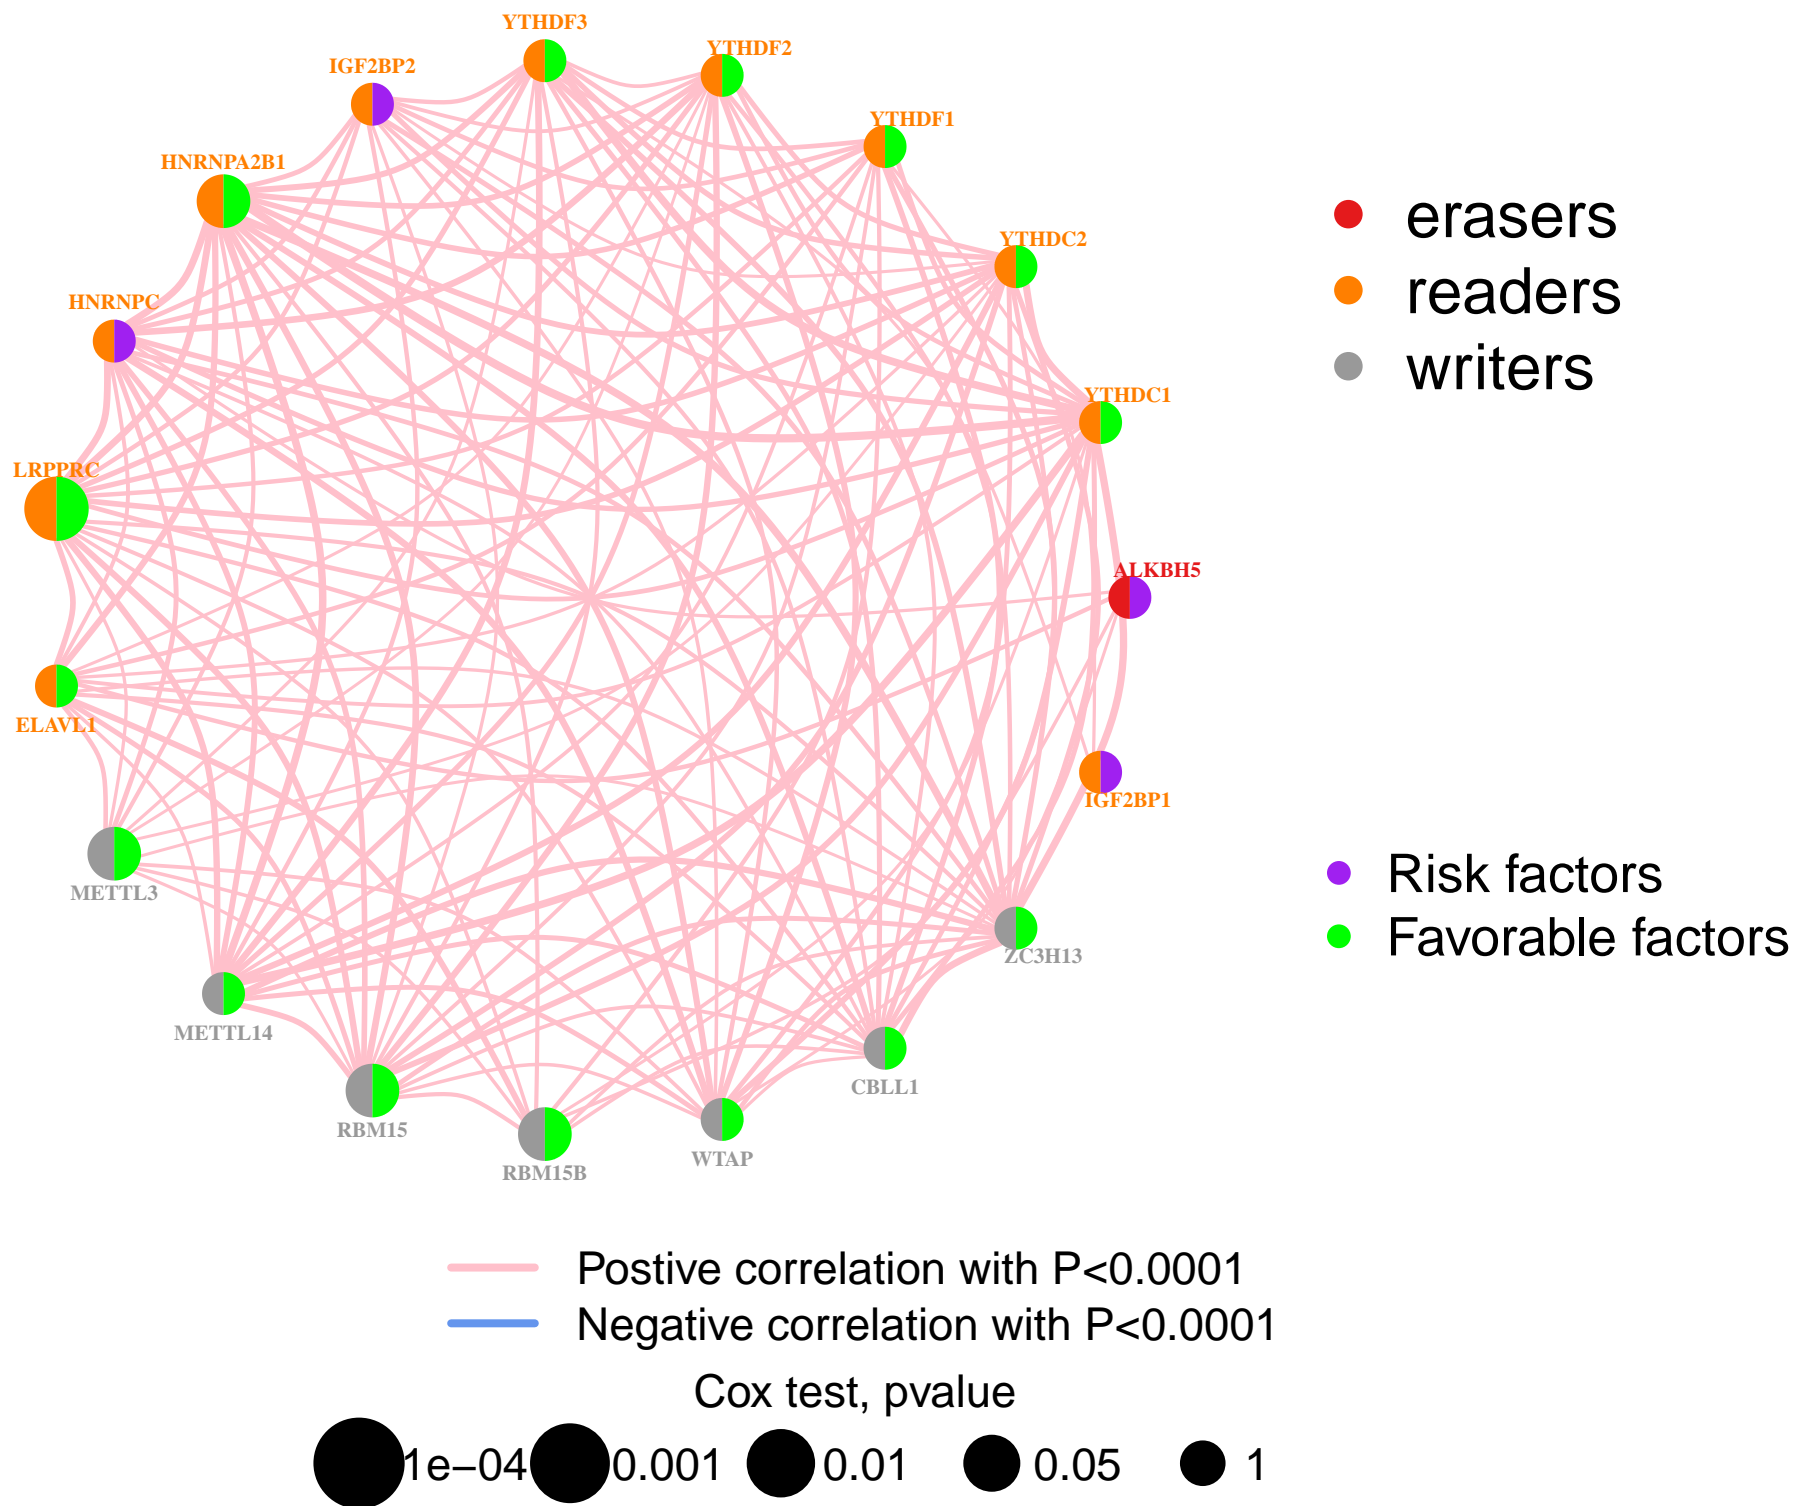 YTHDF3
YTHDF2
IGF2BP2
YTHDF1
HNRNPA2B1
YTHDC2
HNRNPC
YTHDC1
LRPPRC
ALKBH5
ELAVL1
IGF2BP1
METTL3
ZC3H13
METTL14
CBLL1
RBM15
WTAP
RBM15B
erasers
readers
writers
Risk factors
Favorable factors
Postive correlation with P<0.0001
Negative correlation with P<0.0001
Cox test, pvalue
1e−04 0.001 0.01 0.05 1